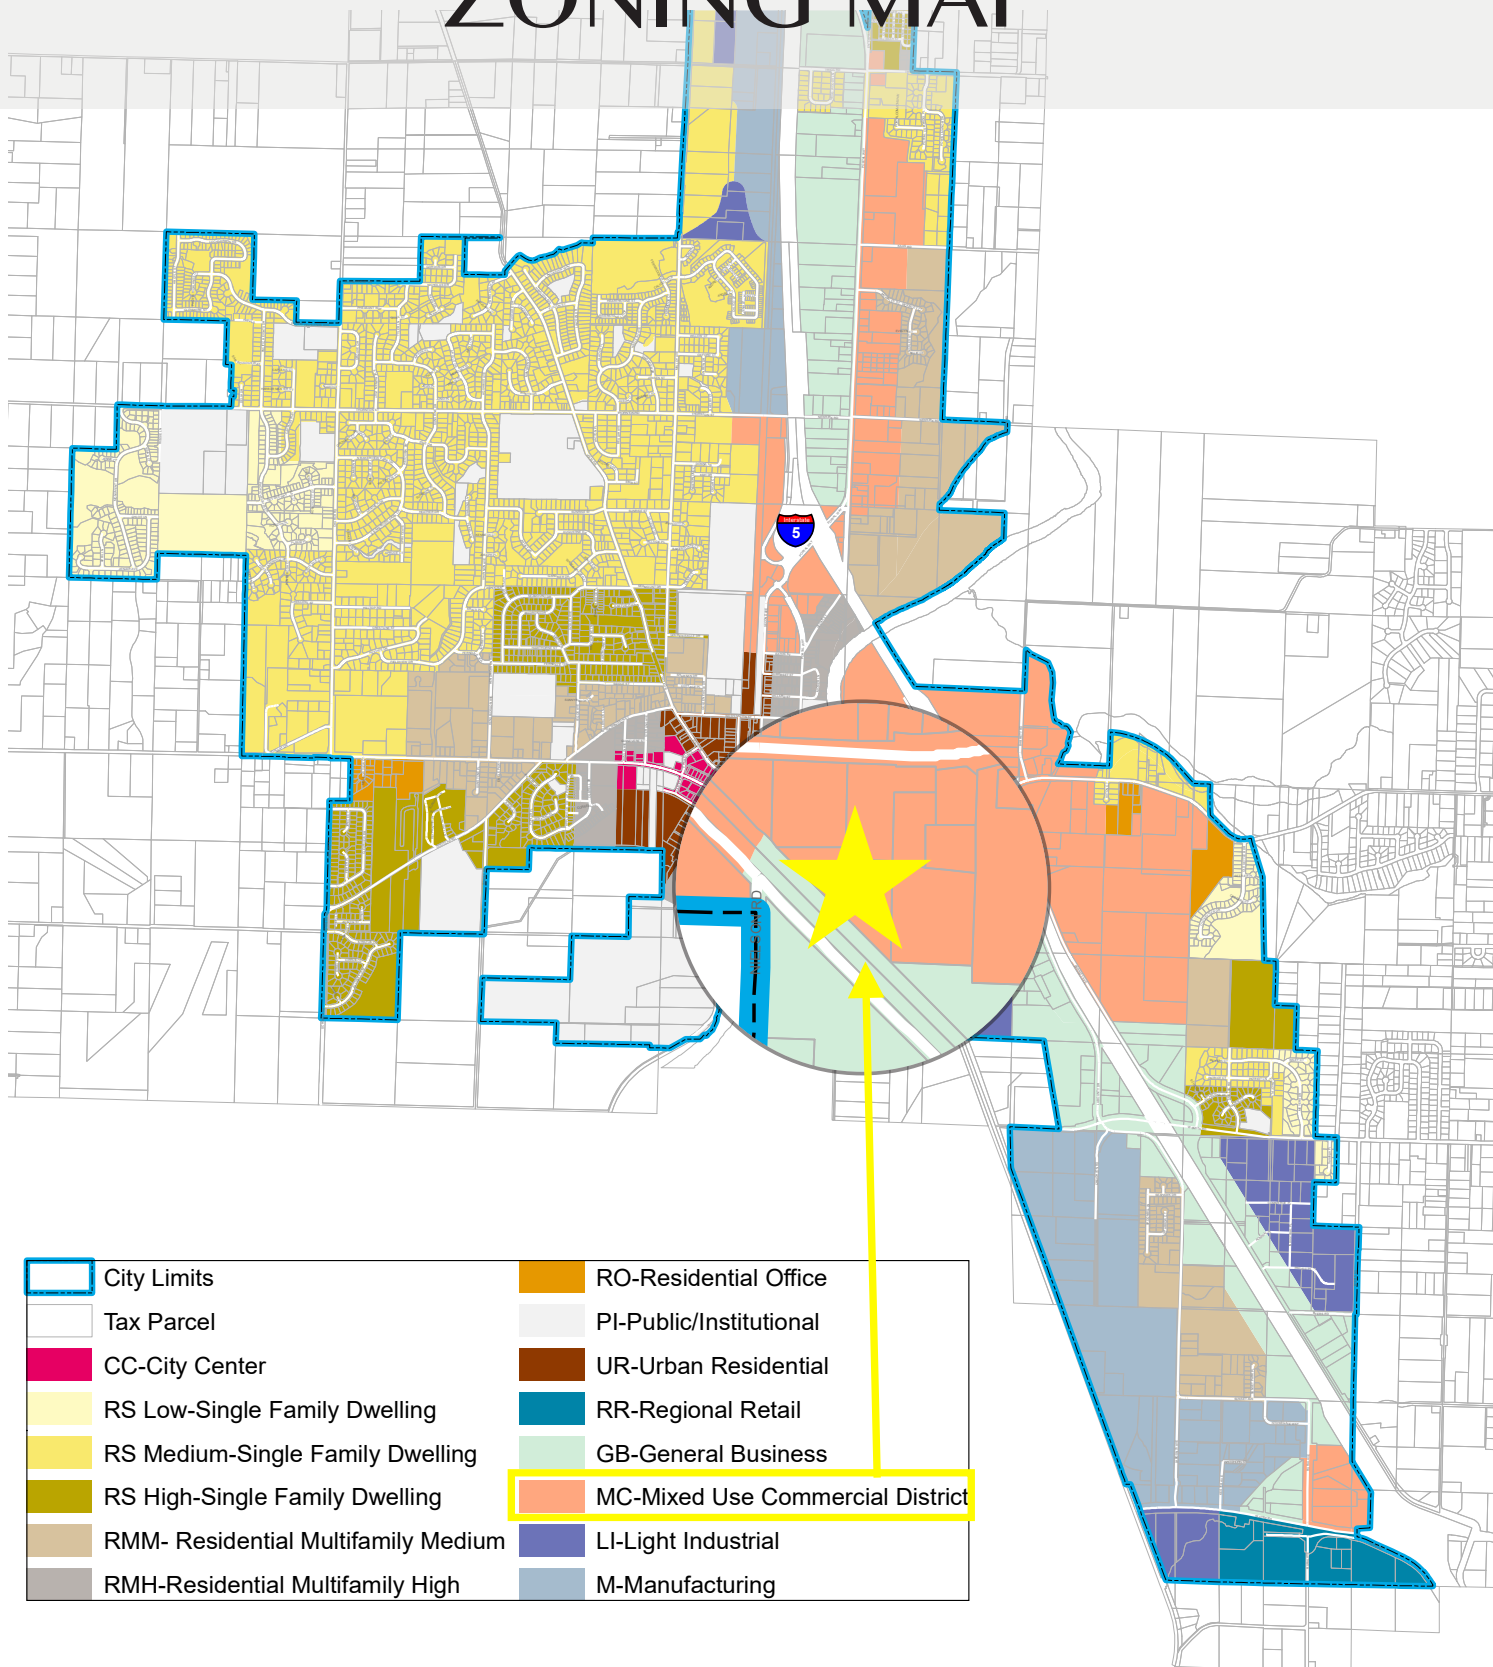 ZONING MAP
Interstate
5
City Limits
Tax Parcel
CC-City Center
RS Low-Single Family Dwelling
RS Medium-Single Family Dwelling
RS High-Single Family Dwelling
RMM- Residential Multifamily Medium
RMH-Residential Multifamily High
RO-Residential Office
PI-Public/Institutional
UR-Urban Residential
RR-Regional Retail
GB-General Business
MC-Mixed Use Commercial District
LI-Light Industrial
M-Manufacturing